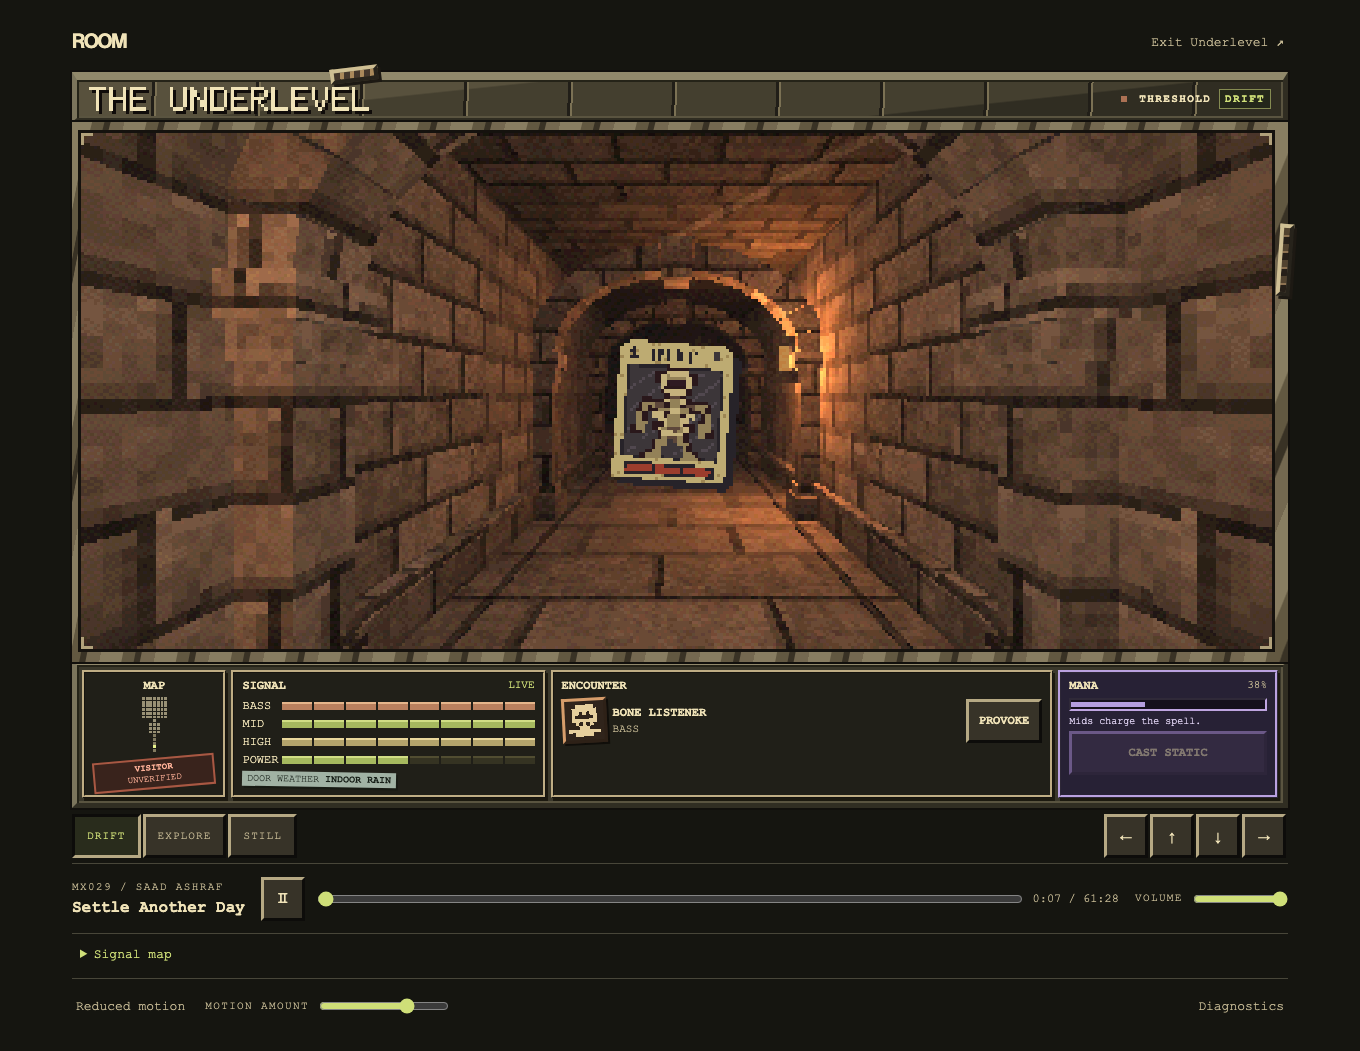 ROOM
Exit Underlevel ↗
THE UNDERLEVEL
THRESHOLD DRIFT
MAP
VISITOR
UNVERIFIED
SIGNAL LIVE
BASS
MID
HIGH
POWER
DOOR WEATHER INDOOR RAIN
ENCOUNTER
BONE LISTENER
BASS
PROVOKE
MANA 38%
Mids charge the spell.
CAST STATIC
DRIFT EXPLORE STILL ← ↑ ↓ →
MX029 / SAAD ASHRAF
Settle Another Day
0:07 / 61:28 VOLUME
Signal map
Reduced motion MOTION AMOUNT Diagnostics